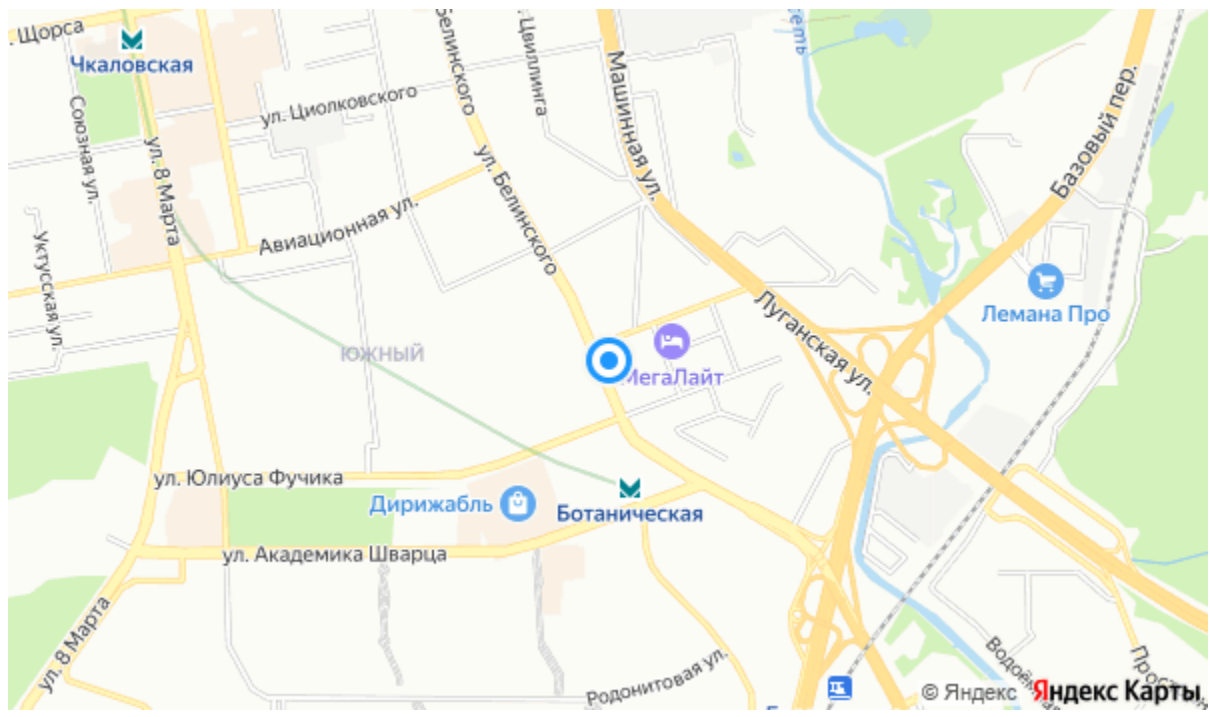 . Щорса
Чкаловская
Белинского
ул. Цвиллинга
Машинная ул.
Базовый пер.
Союзная ул.
ул. Циолковского
ул. 8 Марта
ул. Белинского
Авиационная ул.
Уктусская ул.
Лемана Про
Луганская ул.
ЮЖНЫЙ
МегаЛайт
ул. Юлиуса Фучика
Дирижабль
Ботаническая
ул. Академика Шварца
ул. 8 Марта
Родонитовая ул.
© Яндекс Яндекс Карты